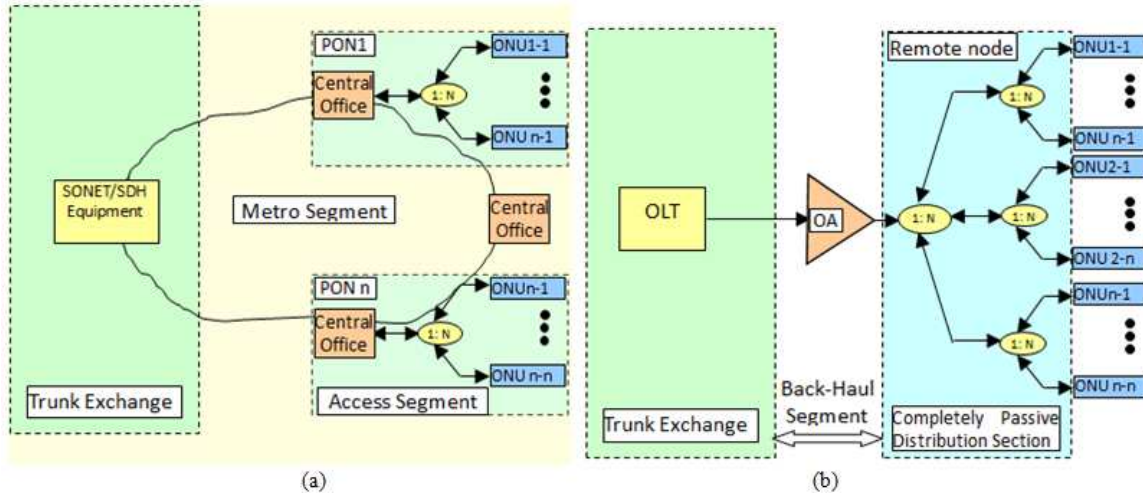 PON1
ONU1-1
Central
Office
1: N
ONU n-1
SONET/SDH
Equipment
Metro Segment
Central
Office
PON n
ONUn-1
Central
Office
1: N
ONU n-n
Trunk Exchange
Access Segment
(a)
Remote node
ONU1-1
1: N
ONU n-1
ONU2-1
OLT
OA
1: N
1: N
ONU 2-n
ONUn-1
1: N
ONU n-n
Back-Haul
Segment
Trunk Exchange
Completely Passive
Distribution Section
(b)